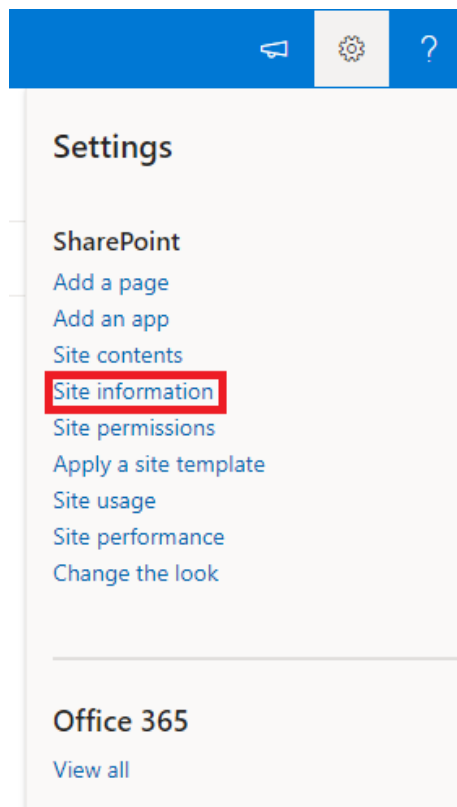 ?
Settings
SharePoint
Add a page
Add an app
Site contents
Site information
Site permissions
Apply a site template
Site usage
Site performance
Change the look
Office 365
View all